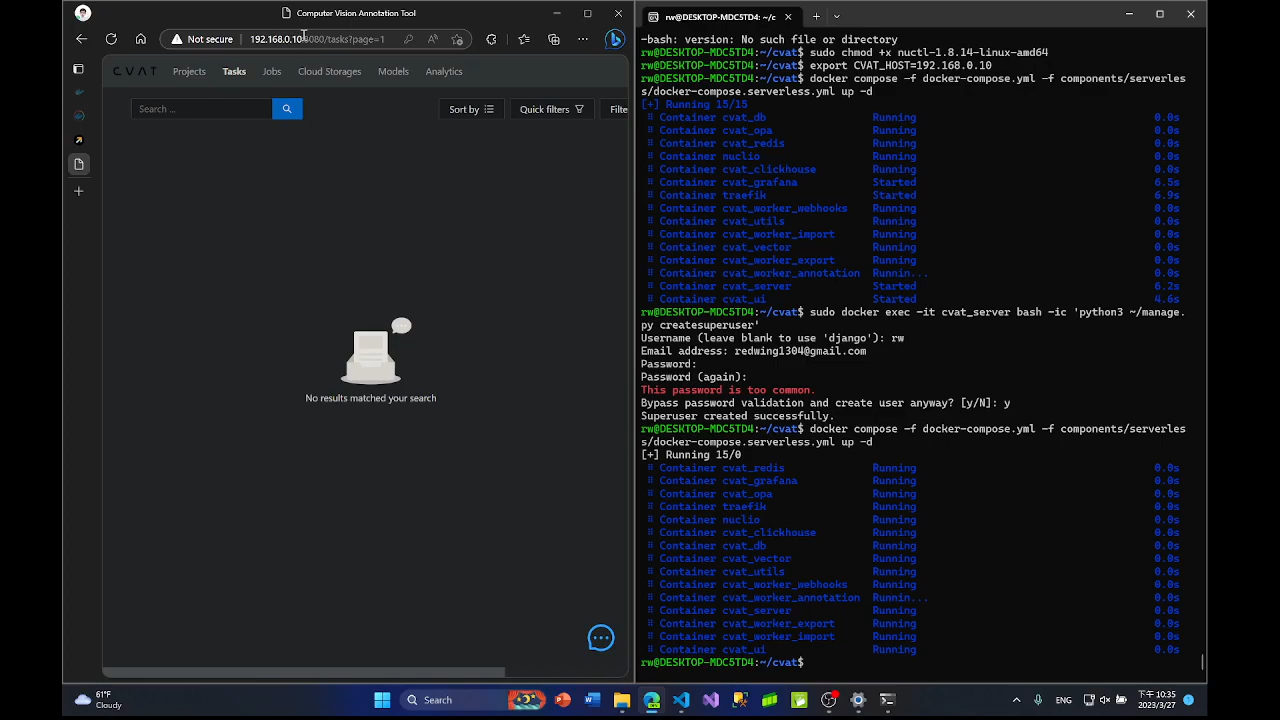 Computer Vision Annotation Tool
Not secure
192.168.0.10:8080/tasks?page=1
CVAT
Projects
Tasks
Jobs
Cloud Storages
Models
Analytics
Search ...
Sort by
Quick filters
Filte
No results matched your search
rw@DESKTOP-MDC5TD4: ~/c
-bash: version: No such file or directory
rw@DESKTOP-MDC5TD4:~/cvat$ sudo chmod +x nuctl-1.8.14-linux-amd64
rw@DESKTOP-MDC5TD4:~/cvat$ export CVAT_HOST=192.168.0.10
rw@DESKTOP-MDC5TD4:~/cvat$ docker compose -f docker-compose.yml -f components/serverles
s/docker-compose.serverless.yml up -d
[+] Running 15/15
Container cvat_db Running 0.0s
Container cvat_opa Running 0.0s
Container cvat_redis Running 0.0s
Container nuclio Running 0.0s
Container cvat_clickhouse Running 0.0s
Container cvat_grafana Started 6.5s
Container traefik Started 6.9s
Container cvat_worker_webhooks Running 0.0s
Container cvat_utils Running 0.0s
Container cvat_worker_import Running 0.0s
Container cvat_vector Running 0.0s
Container cvat_worker_export Running 0.0s
Container cvat_worker_annotation Runnin... 0.0s
Container cvat_server Started 6.2s
Container cvat_ui Started 4.6s
rw@DESKTOP-MDC5TD4:~/cvat$ sudo docker exec -it cvat_server bash -ic 'python3 ~/manage.
py createsuperuser'
Username (leave blank to use 'django'): rw
Email address: redwing1304@gmail.com
Password:
Password (again):
This password is too common.
Bypass password validation and create user anyway? [y/N]: y
Superuser created successfully.
rw@DESKTOP-MDC5TD4:~/cvat$ docker compose -f docker-compose.yml -f components/serverles
s/docker-compose.serverless.yml up -d
[+] Running 15/0
Container cvat_redis Running 0.0s
Container cvat_grafana Running 0.0s
Container cvat_opa Running 0.0s
Container traefik Running 0.0s
Container nuclio Running 0.0s
Container cvat_clickhouse Running 0.0s
Container cvat_db Running 0.0s
Container cvat_vector Running 0.0s
Container cvat_utils Running 0.0s
Container cvat_worker_webhooks Running 0.0s
Container cvat_worker_annotation Runnin... 0.0s
Container cvat_server Running 0.0s
Container cvat_worker_export Running 0.0s
Container cvat_worker_import Running 0.0s
Container cvat_ui Running 0.0s
rw@DESKTOP-MDC5TD4:~/cvat$
61°F
Cloudy
Search
ENG
下午 10:35
2023/3/27